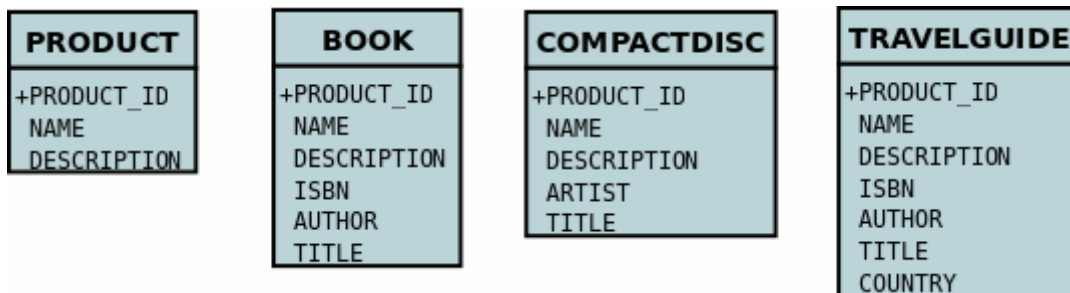 PRODUCT
+PRODUCT_ID
NAME
DESCRIPTION
BOOK
+PRODUCT_ID
NAME
DESCRIPTION
ISBN
AUTHOR
TITLE
COMPACTDISC
+PRODUCT_ID
NAME
DESCRIPTION
ARTIST
TITLE
TRAVELGUIDE
+PRODUCT_ID
NAME
DESCRIPTION
ISBN
AUTHOR
TITLE
COUNTRY